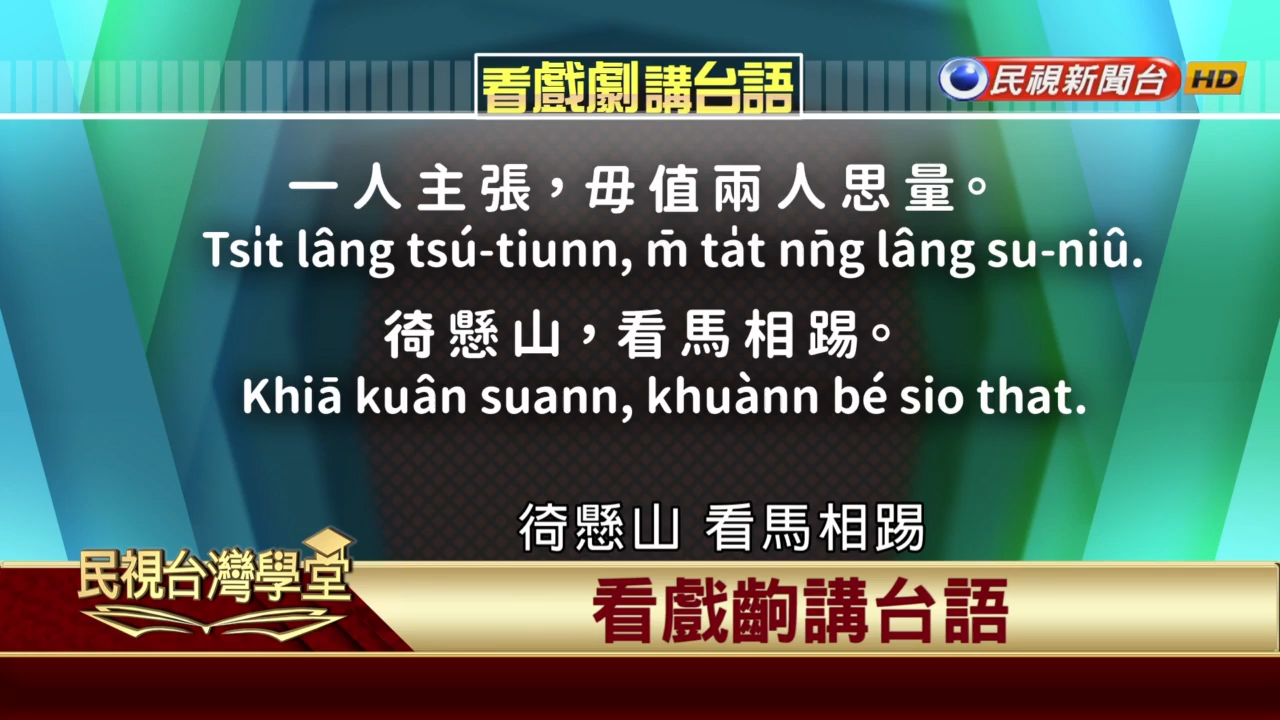 看戲劇講台語
民視新聞台 HD
一人主張，毋值兩人思量。
Tsi̍t lâng tsú-tiunn, m̄ ta̍t nn̄g lâng su-niû.
徛懸山，看馬相踢。
Khiā kuân suann, khuànn bé sio that.
徛懸山 看馬相踢
民視台灣學堂
看戲齣講台語